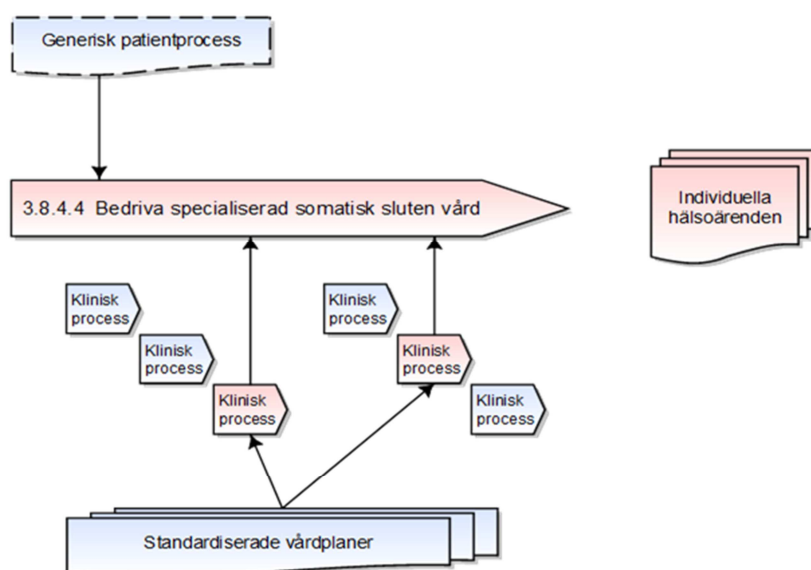 Generisk patientprocess
3.8.4.4 Bedriva specialiserad somatisk sluten vård
Individuella
hälsoärenden
Klinisk
process
Klinisk
process
Klinisk
process
Klinisk
process
Klinisk
process
Klinisk
process
Standardiserade vårdplaner